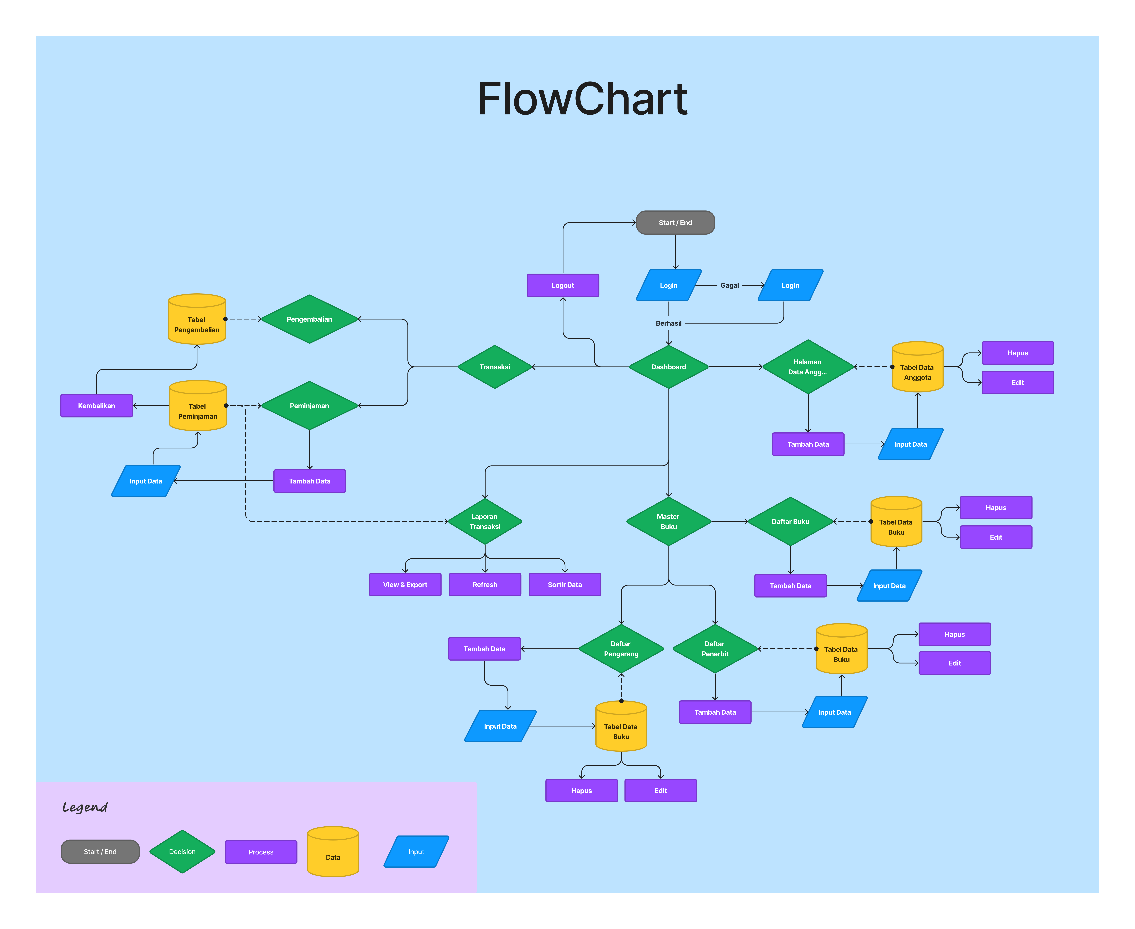 FlowChart
Start / End
Logout
Login
Gagal
Login
Berhasil
Tabel
Pengembalian
Pengembalian
Transaksi
Dashboard
Halaman
Data Angg...
Tabel Data
Anggota
Hapus
Edit
Kembalikan
Tabel
Peminjaman
Peminjaman
Tambah Data
Input Data
Input Data
Tambah Data
Laporan
Transaksi
Master
Buku
Daftar Buku
Tabel Data
Buku
Hapus
Edit
View & Export
Refresh
Sortir Data
Tambah Data
Input Data
Tambah Data
Daftar
Pengarang
Daftar
Penerbit
Tabel Data
Buku
Hapus
Edit
Input Data
Tabel Data
Buku
Tambah Data
Input Data
Hapus
Edit
Legend
Start / End
Decision
Process
Data
Input